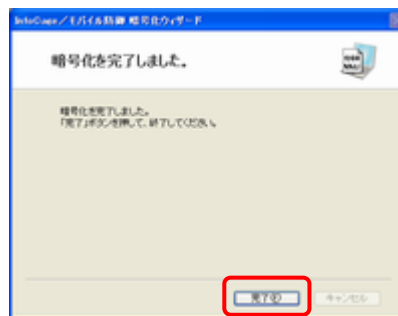 InfoCage／モバイル防御 暗号化ウィザード
暗号化を完了しました。
暗号化を完了しました。
「完了」ボタンを押して、終了してください。
完了(F)
キャンセル